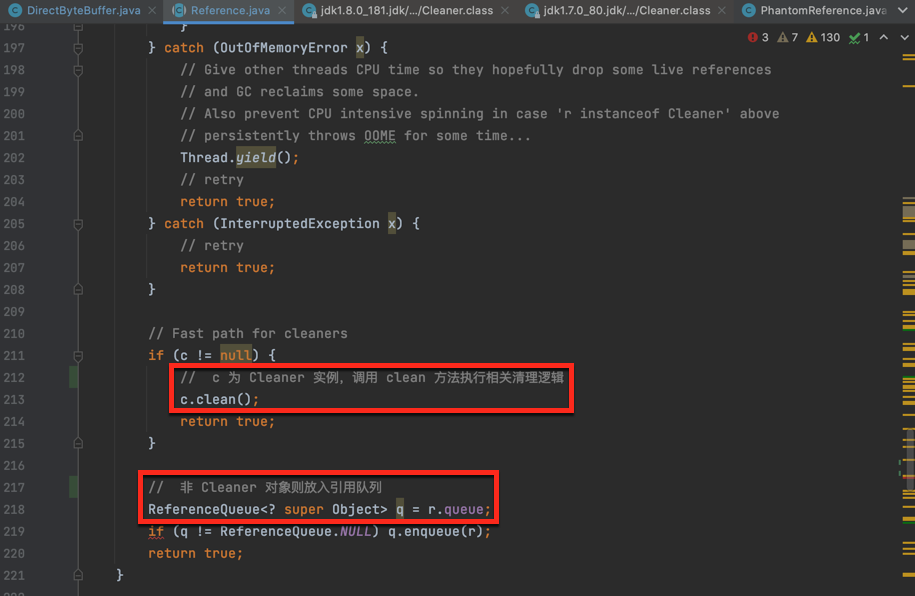 DirectByteBuffer.java Reference.java jdk1.8.0_181.jdk/.../Cleaner.class jdk1.7.0_80.jdk/.../Cleaner.class PhantomReference.java
3 7 130 1
196 }
197 } catch (OutOfMemoryError x) {
198 // Give other threads CPU time so they hopefully drop some live references
199 // and GC reclaims some space.
200 // Also prevent CPU intensive spinning in case 'r instanceof Cleaner' above
201 // persistently throws OOME for some time...
202 Thread.yield();
203 // retry
204 return true;
205 } catch (InterruptedException x) {
206 // retry
207 return true;
208 }
209
210 // Fast path for cleaners
211 if (c != null) {
212 // c 为 Cleaner 实例，调用 clean 方法执行相关清理逻辑
213 c.clean();
214 return true;
215 }
216
217 // 非 Cleaner 对象则放入引用队列
218 ReferenceQueue<? super Object> q = r.queue;
219 if (q != ReferenceQueue.NULL) q.enqueue(r);
220 return true;
221 }